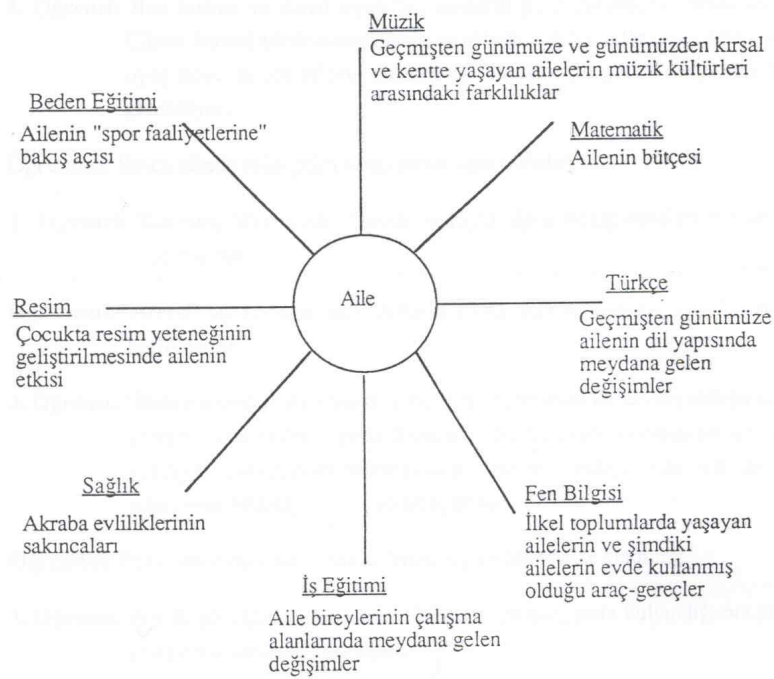 Müzik
Geçmişten günümüze ve günümüzden kırsal
ve kentte yaşayan ailelerin müzik kültürleri
arasındaki farklılıklar
Beden Eğitimi
Ailenin "spor faaliyetlerine"
bakış açısı
Matematik
Ailenin bütçesi
Aile
Türkçe
Geçmişten günümüze
ailenin dil yapısında
meydana gelen
değişimler
Resim
Çocukta resim yeteneğinin
geliştirilmesinde ailenin
etkisi
Sağlık
Akraba evliliklerinin
sakıncaları
Fen Bilgisi
İlkel toplumlarda yaşayan
ailelerin ve şimdiki
ailelerin evde kullanmış
olduğu araç-gereçler
İş Eğitimi
Aile bireylerinin çalışma
alanlarında meydana gelen
değişimler